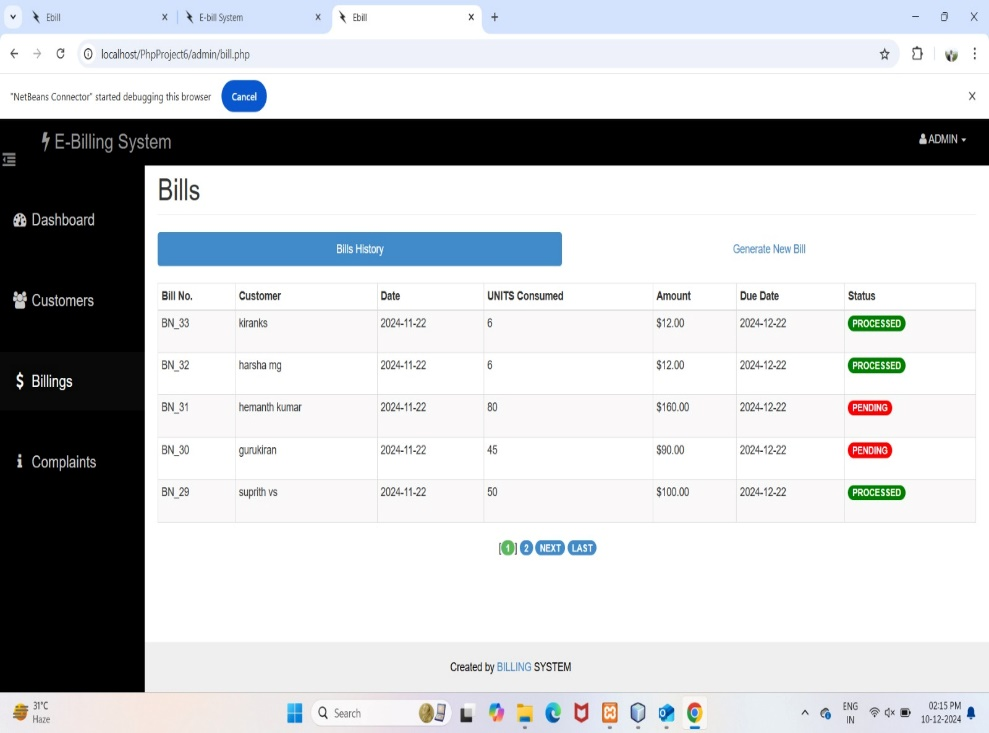 Ebill E-bill System Ebill
localhost/PhpProject6/admin/bill.php
"NetBeans Connector" started debugging this browser Cancel
E-Billing System ADMIN
Bills
Dashboard
Customers
Billings
Complaints
Bills History Generate New Bill
Bill No. Customer Date UNITS Consumed Amount Due Date Status
BN_33 kiranks 2024-11-22 6 $12.00 2024-12-22 PROCESSED
BN_32 harsha mg 2024-11-22 6 $12.00 2024-12-22 PROCESSED
BN_31 hemanth kumar 2024-11-22 80 $160.00 2024-12-22 PENDING
BN_30 gurukiran 2024-11-22 45 $90.00 2024-12-22 PENDING
BN_29 suprith vs 2024-11-22 50 $100.00 2024-12-22 PROCESSED
[1] 2 NEXT LAST
Created by BILLING SYSTEM
31°C
Haze
Search
ENG
IN
02:15 PM
10-12-2024